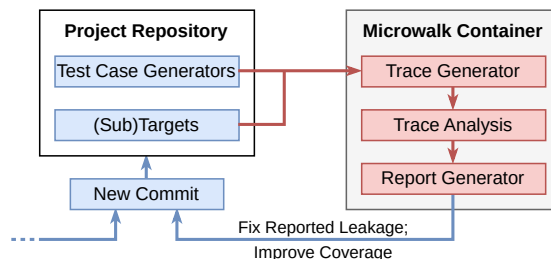 Project Repository
Test Case Generators
(Sub)Targets
New Commit
Microwalk Container
Trace Generator
Trace Analysis
Report Generator
Fix Reported Leakage;
Improve Coverage